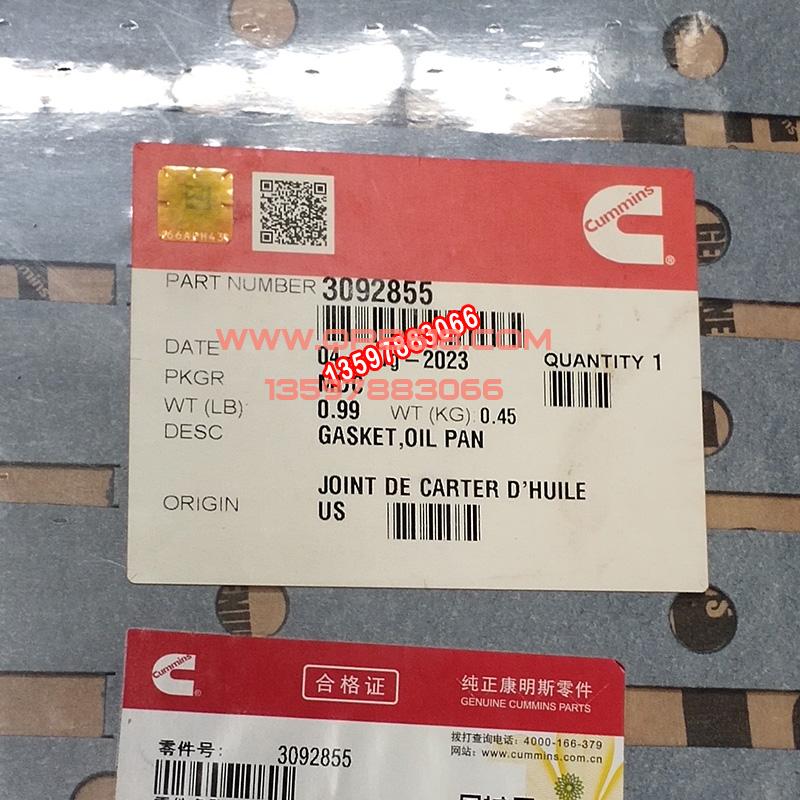 Cummins
PART NUMBER 3092855
DATE 04 2023
QUANTITY 1
13597883066
13597883066
PKGR
WT (LB) 0.99 WT (KG) 0.45
DESC GASKET,OIL PAN
JOINT DE CARTER D'HUILE
ORIGIN US
Cummins
合格证
纯正康明斯零件
GENUINE CUMMINS PARTS
拨打查询电话: 4000-166-379
网站: www.cummins.com.cn
零件号: 3092855